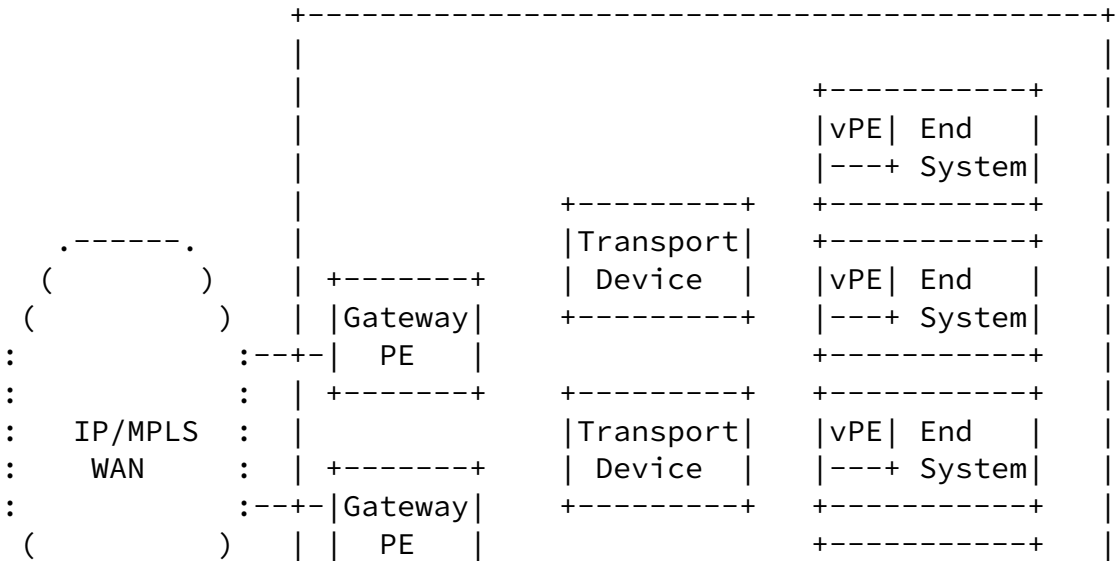 +-------------------------------------------+
|                                           |
|                            +-----------+  |
|                            |vPE| End   |  |
|                            |---+ System|  |
|              +---------+   +-----------+  |
.------.     |              |Transport|   +-----------+  |
(        )    | +-------+    | Device  |   |vPE| End   |  |
(          )   | |Gateway|    +---------+   |---+ System|  |
:            :--+-|  PE   |                  +-----------+  |
:            :  | +-------+    +---------+   +-----------+  |
:   IP/MPLS  :  |              |Transport|   |vPE| End   |  |
:    WAN     :  | +-------+    | Device  |   |---+ System|  |
:            :--+-|Gateway|    +---------+   +-----------+  |
(          )   | |  PE   |                  +-----------+  |